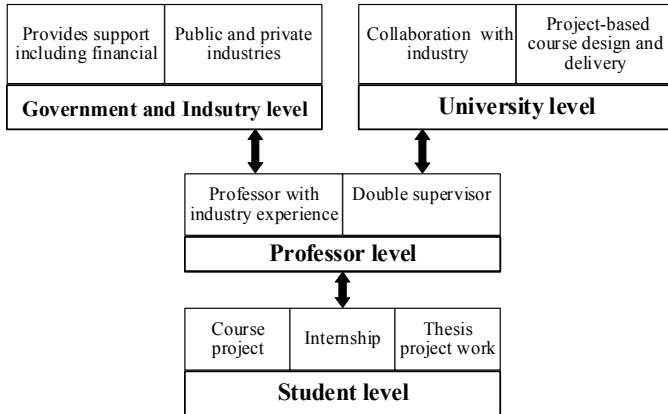 Provides support
including financial
Public and private
industries
Government and Indsutry level
Collaboration with
industry
Project-based
course design and
delivery
University level
Professor with
industry experience
Double supervisor
Professor level
Course
project
Internship
Thesis
project work
Student level